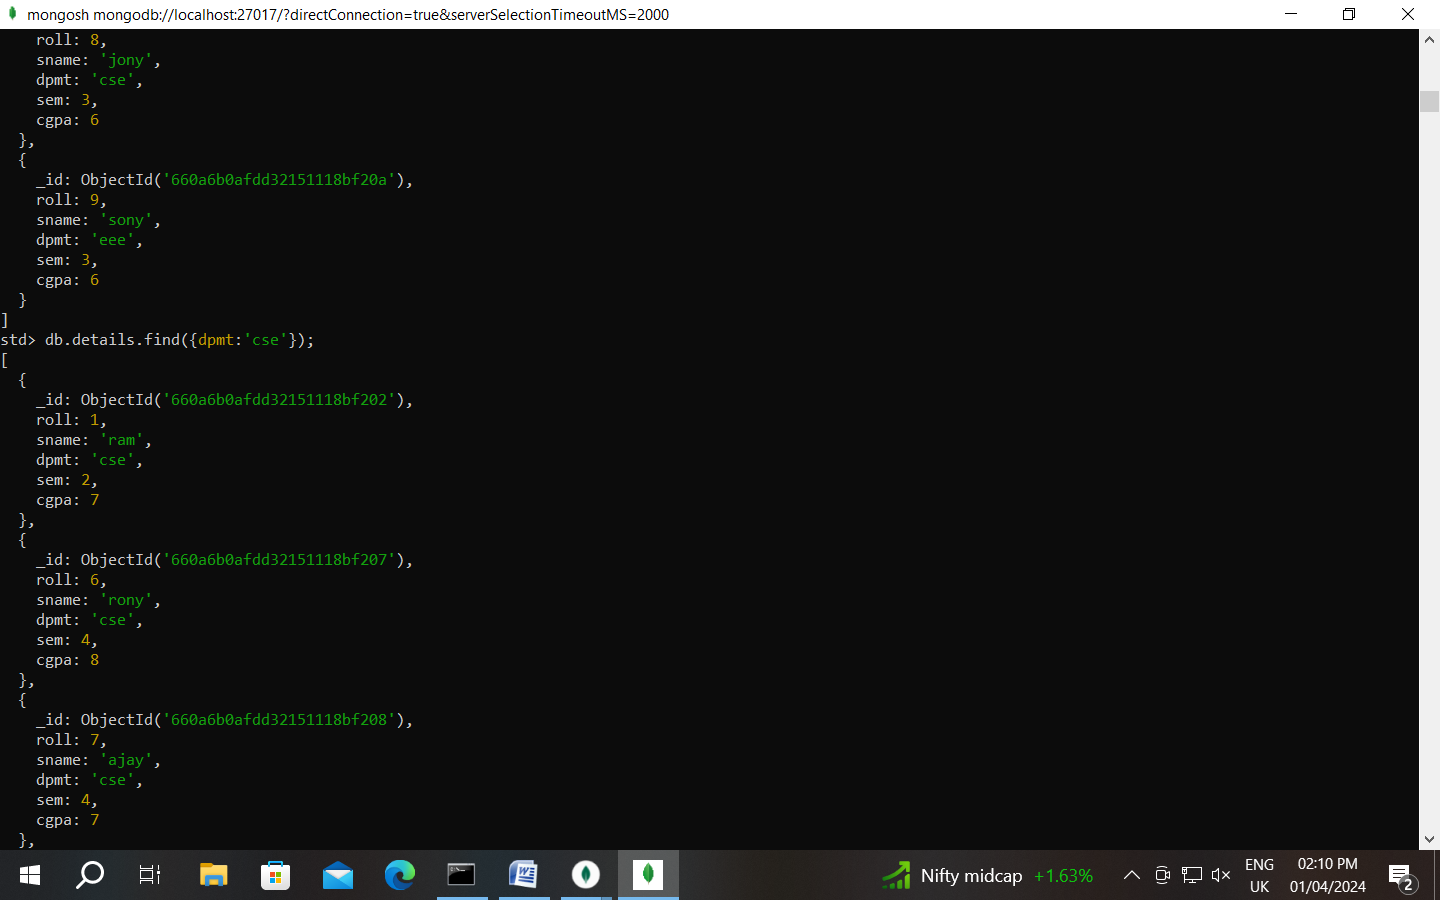 mongosh mongodb://localhost:27017/?directConnection=true&serverSelectionTimeoutMS=2000
    roll: 8,
    sname: 'jony',
    dpmt: 'cse',
    sem: 3,
    cgpa: 6
  },
  {
    _id: ObjectId('660a6b0afdd32151118bf20a'),
    roll: 9,
    sname: 'sony',
    dpmt: 'eee',
    sem: 3,
    cgpa: 6
  }
]
std> db.details.find({dpmt:'cse'});
[
  {
    _id: ObjectId('660a6b0afdd32151118bf202'),
    roll: 1,
    sname: 'ram',
    dpmt: 'cse',
    sem: 2,
    cgpa: 7
  },
  {
    _id: ObjectId('660a6b0afdd32151118bf207'),
    roll: 6,
    sname: 'rony',
    dpmt: 'cse',
    sem: 4,
    cgpa: 8
  },
  {
    _id: ObjectId('660a6b0afdd32151118bf208'),
    roll: 7,
    sname: 'ajay',
    dpmt: 'cse',
    sem: 4,
    cgpa: 7
  },
Nifty midcap +1.63%
ENG
UK
02:10 PM
01/04/2024
2